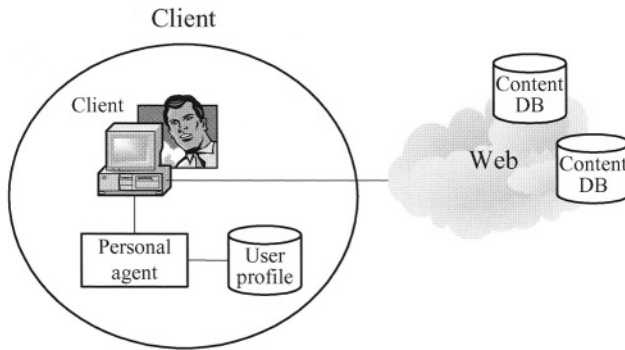 Client
Client
Content
DB
Web
Content
DB
Personal
agent
User
profile